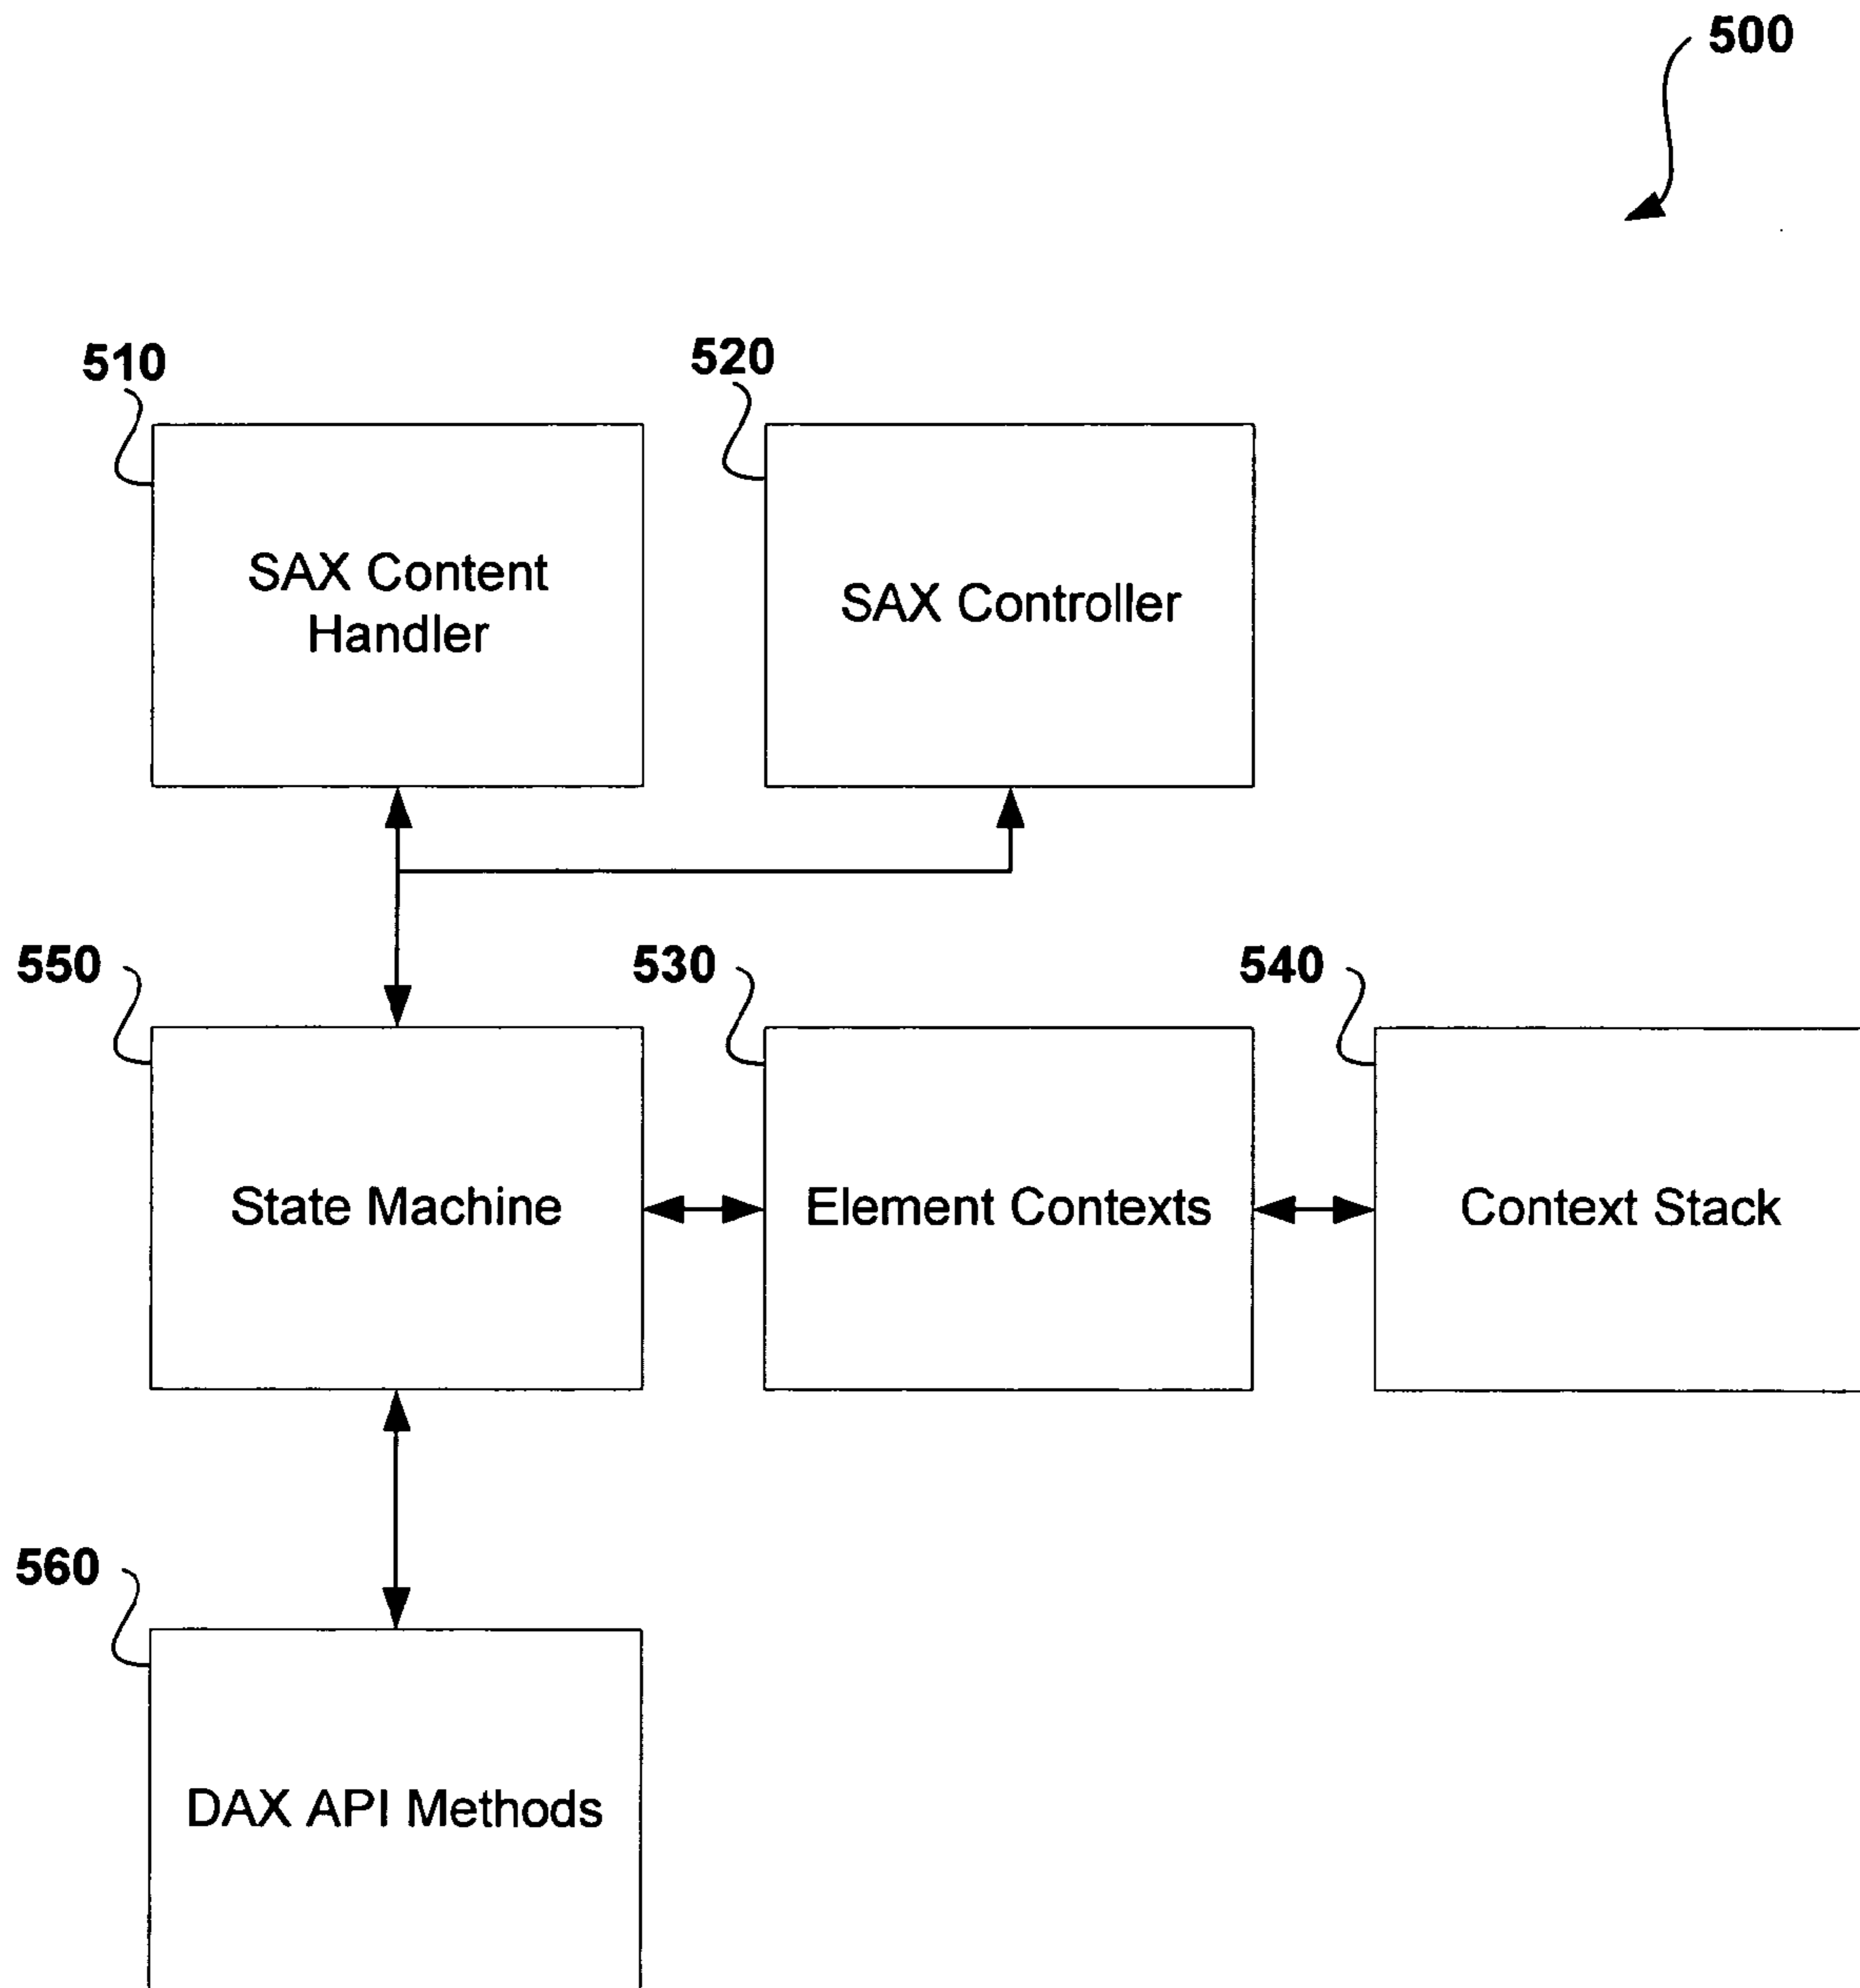 500
510
520
SAX Content
Handler
SAX Controller
550
530
540
State Machine
Element Contexts
Context Stack
560
DAX API Methods